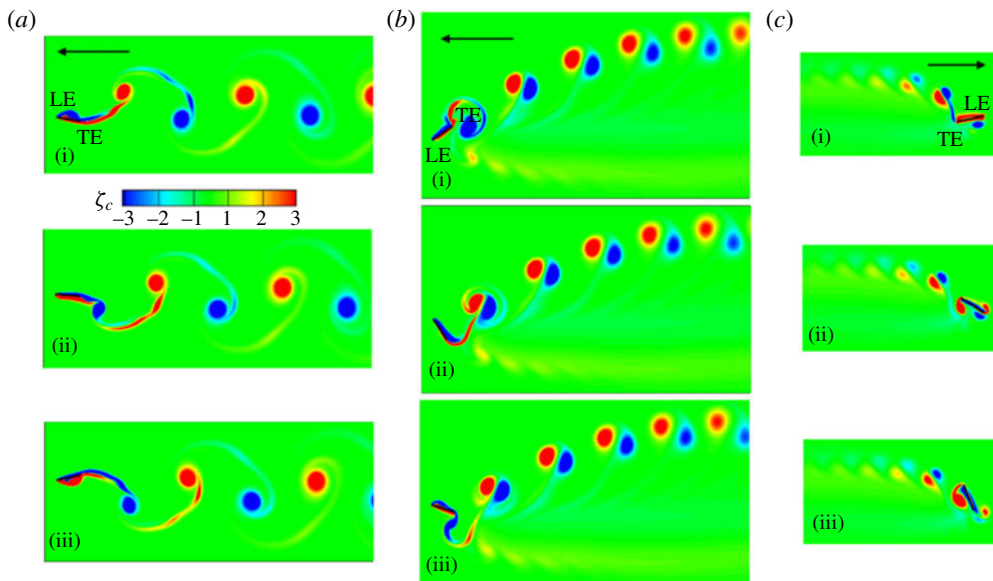 (a)
LE
TE
(i)
ζc
−3 −2 −1 1 2 3
(ii)
(iii)
(b)
TE
LE
(i)
(ii)
(iii)
(c)
LE
TE
(i)
(ii)
(iii)